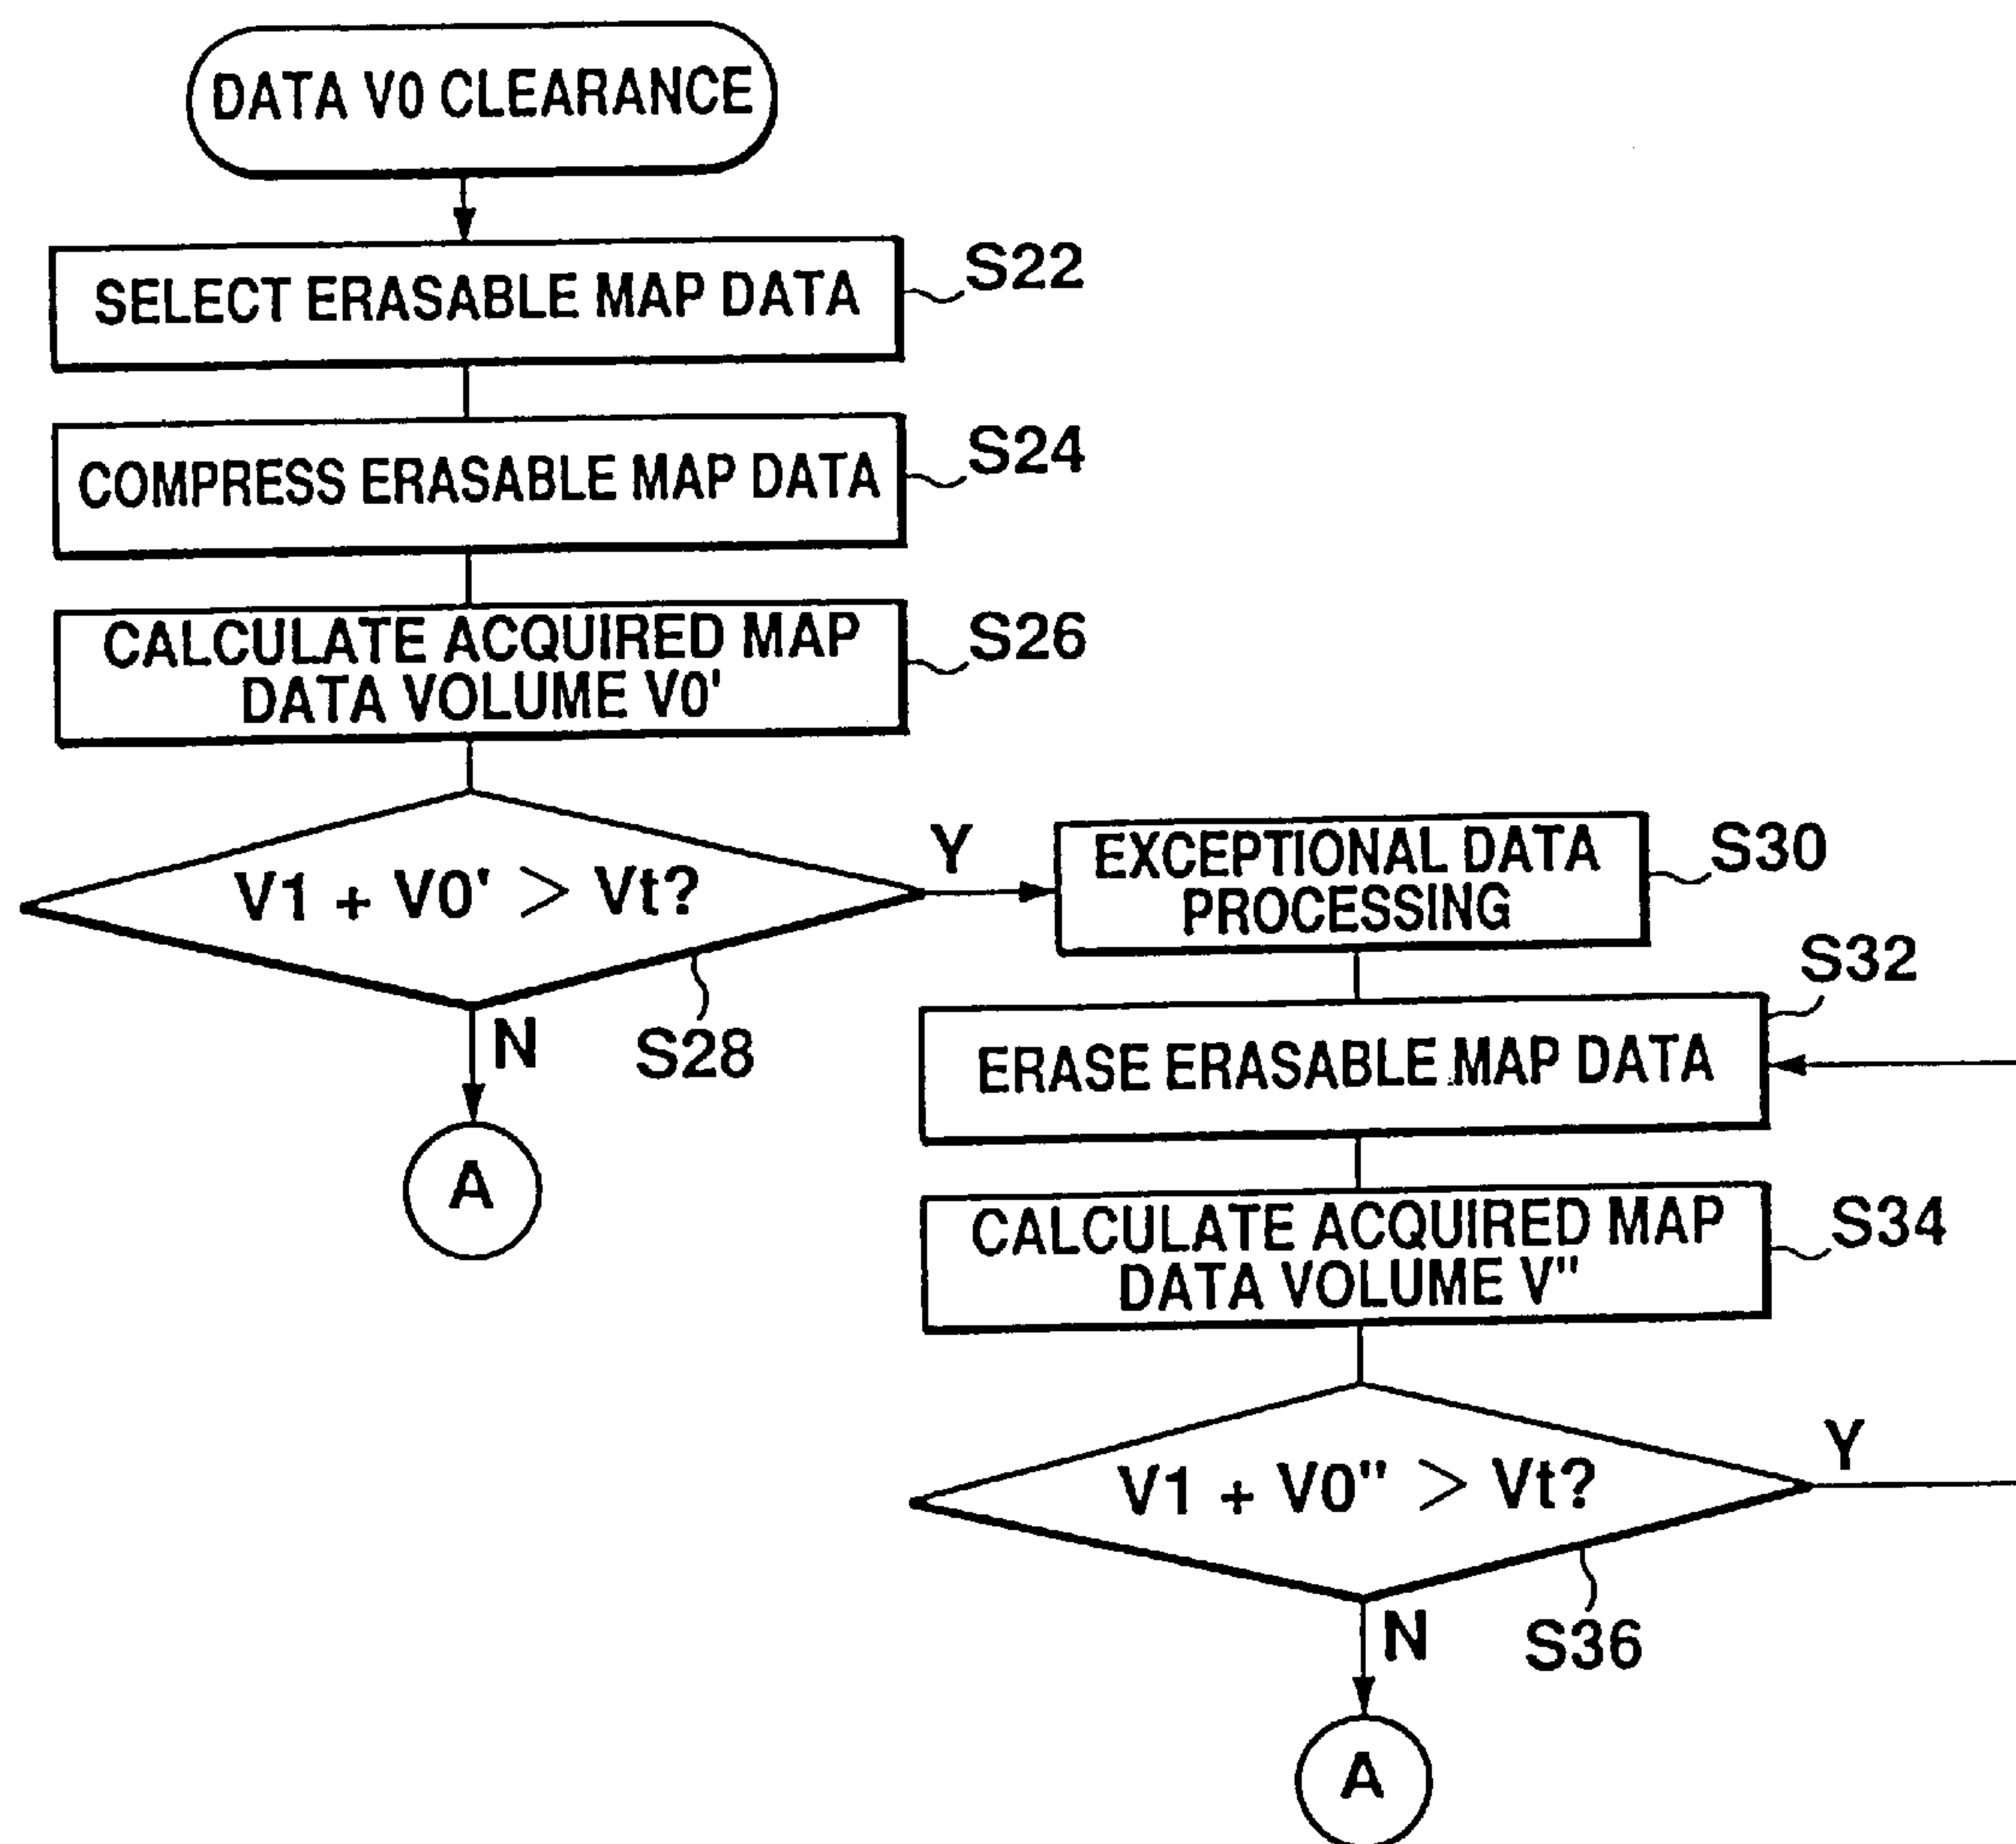 DATA V0 CLEARANCE
SELECT ERASABLE MAP DATA
S22
COMPRESS ERASABLE MAP DATA
S24
CALCULATE ACQUIRED MAP
DATA VOLUME V0'
S26
V1 + V0' > Vt?
Y
N
S28
A
EXCEPTIONAL DATA
PROCESSING
S30
S32
ERASE ERASABLE MAP DATA
CALCULATE ACQUIRED MAP
DATA VOLUME V"
S34
V1 + V0" > Vt?
Y
N
S36
A